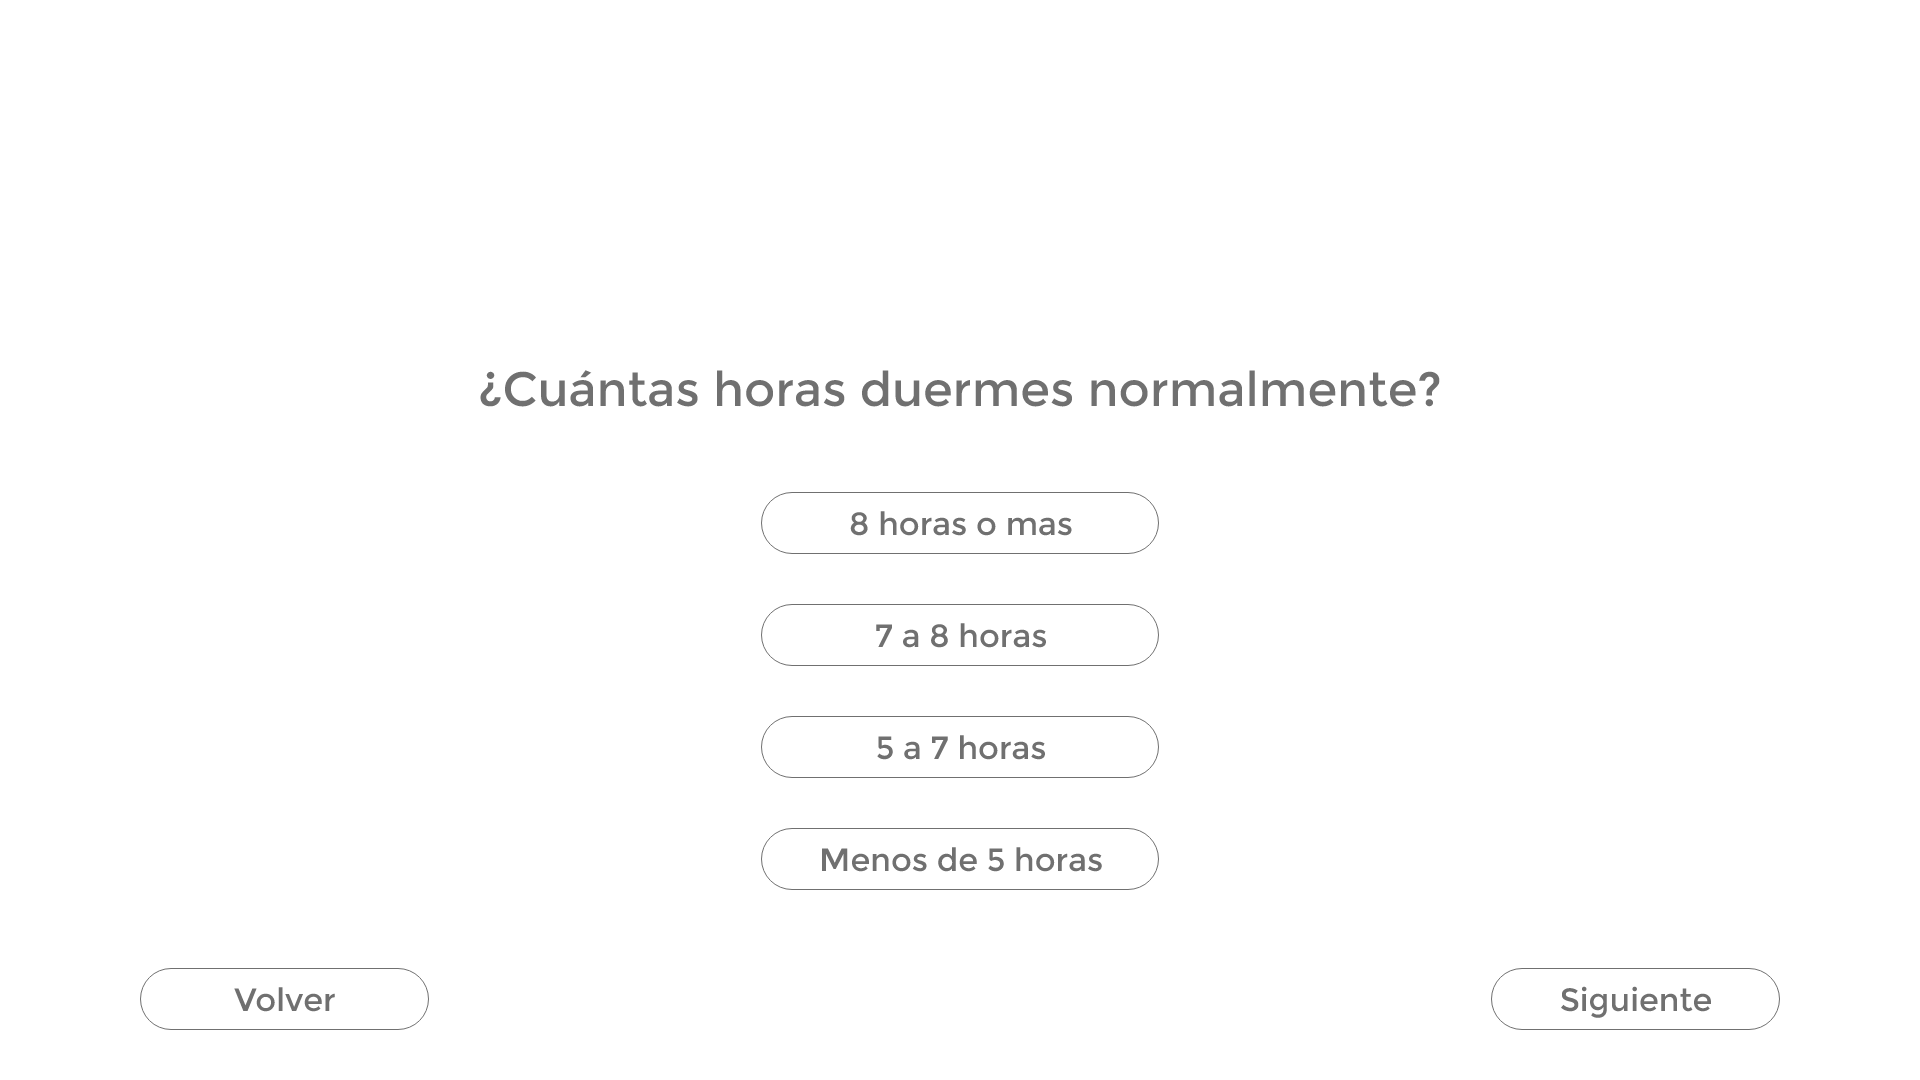 ¿Cuántas horas duermes normalmente?
8 horas o mas
7 a 8 horas
5 a 7 horas
Menos de 5 horas
Volver
Siguiente